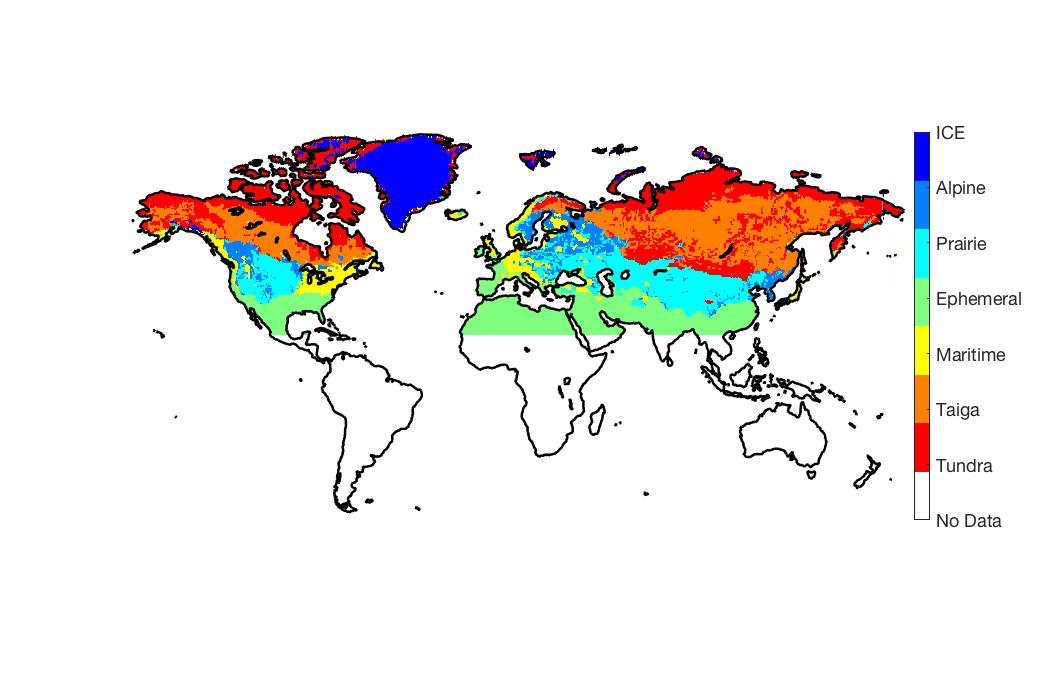 ICE
Alpine
Prairie
Ephemeral
Maritime
Taiga
Tundra
No Data